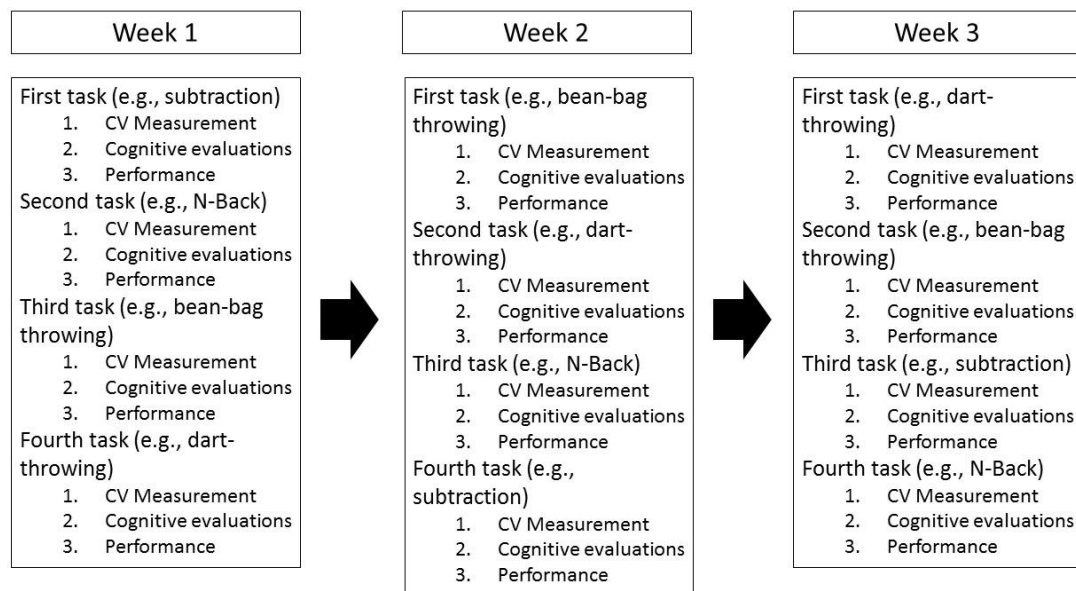 Week 1
First task (e.g., subtraction)
1. CV Measurement
2. Cognitive evaluations
3. Performance
Second task (e.g., N-Back)
1. CV Measurement
2. Cognitive evaluations
3. Performance
Third task (e.g., bean-bag
throwing)
1. CV Measurement
2. Cognitive evaluations
3. Performance
Fourth task (e.g., dart-
throwing)
1. CV Measurement
2. Cognitive evaluations
3. Performance
Week 2
First task (e.g., bean-bag
throwing)
1. CV Measurement
2. Cognitive evaluations
3. Performance
Second task (e.g., dart-
throwing)
1. CV Measurement
2. Cognitive evaluations
3. Performance
Third task (e.g., N-Back)
1. CV Measurement
2. Cognitive evaluations
3. Performance
Fourth task (e.g.,
subtraction)
1. CV Measurement
2. Cognitive evaluations
3. Performance
Week 3
First task (e.g., dart-
throwing)
1. CV Measurement
2. Cognitive evaluations
3. Performance
Second task (e.g., bean-bag
throwing)
1. CV Measurement
2. Cognitive evaluations
3. Performance
Third task (e.g., subtraction)
1. CV Measurement
2. Cognitive evaluations
3. Performance
Fourth task (e.g., N-Back)
1. CV Measurement
2. Cognitive evaluations
3. Performance